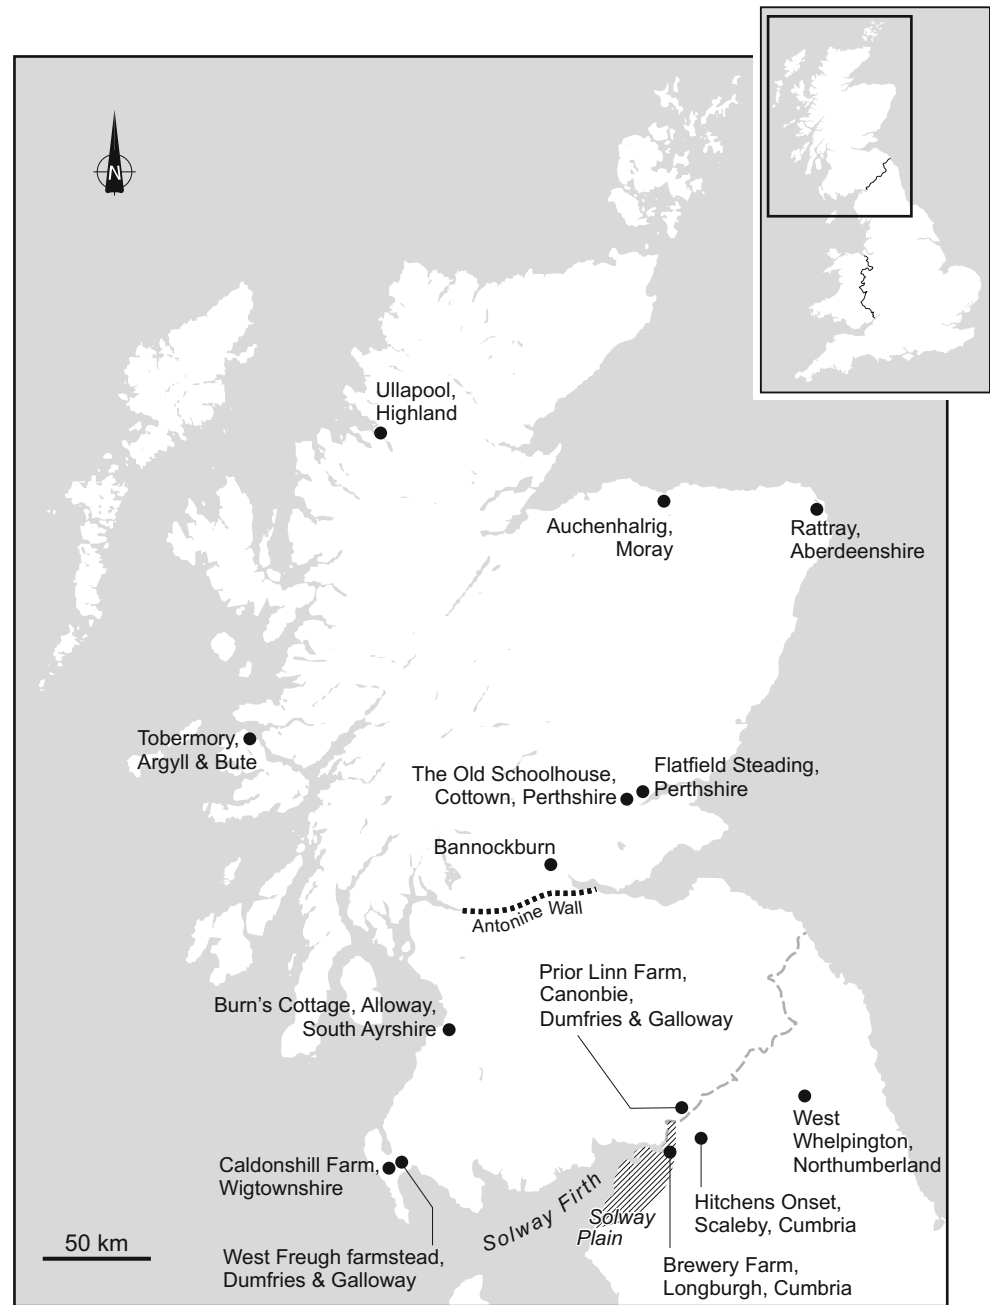 N
Ullapool,
Highland
Auchenhalrig,
Moray
Rattray,
Aberdeenshire
Tobermory,
Argyll & Bute
The Old Schoolhouse,
Cottown, Perthshire
Flatfield Steading,
Perthshire
Bannockburn
Antonine Wall
Prior Linn Farm,
Canonbie,
Dumfries & Galloway
Burn's Cottage, Alloway,
South Ayrshire
West
Whelpington,
Northumberland
Caldonshill Farm,
Wigtownshire
Solway Firth
Solway
Plain
Hitchens Onset,
Scaleby, Cumbria
50 km
West Freugh farmstead,
Dumfries & Galloway
Brewery Farm,
Longburgh, Cumbria